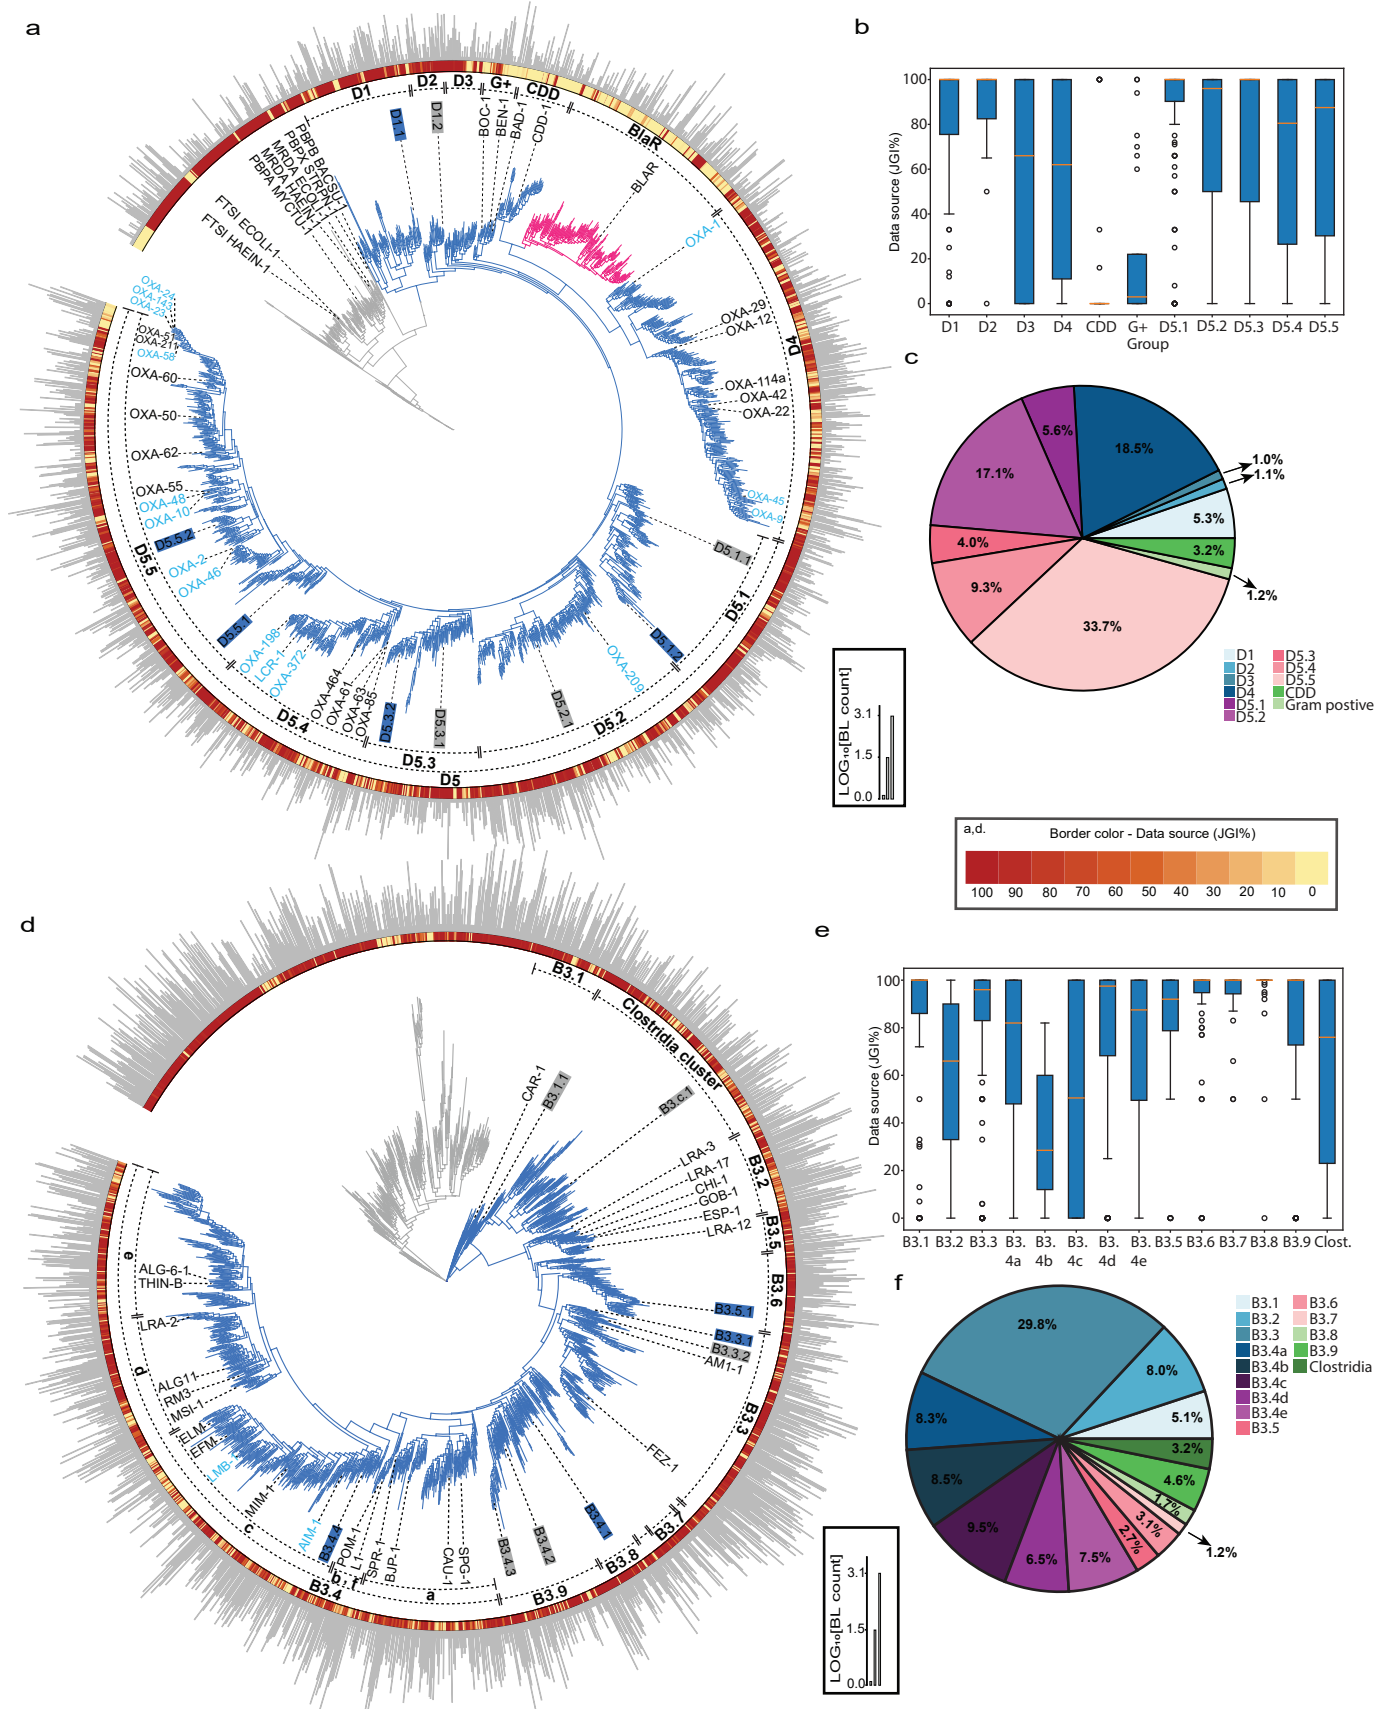 a
D1
D2
D3
G+
CDD
BlaR
D4
D5.1
D5.2
D5.3
D5.4
D5.5
D5
D1.1
D1.2
BOC-1
BEN-1
BAD-1
CDD-1
BLAR
PBPB BACSU-1
PBPX STRPN-1
MRDA ECOLI-1
MRDA HAEIN-1
PBPA MYCTU-1
FTSI ECOLI-1
FTSI HAEIN-1
OXA-1
OXA-29
OXA-12
OXA-114a
OXA-42
OXA-22
OXA-45
OXA-9
D5.1.1
D5.1.2
OXA-209
D5.2.1
D5.3.1
D5.3.2
OXA-85
OXA-63
OXA-61
OXA-464
OXA-372
LCR-1
OXA-198
D5.5.1
OXA-46
OXA-2
D5.5.2
OXA-10
OXA-48
OXA-55
OXA-62
OXA-50
OXA-60
OXA-58
OXA-211
OXA-23
OXA-143
OXA-24
b
Data source (JGI%)
100
80
60
40
20
0
D1 D2 D3 D4 CDD G+ D5.1 D5.2 D5.3 D5.4 D5.5
Group
c
5.6%
18.5%
1.0%
1.1%
5.3%
3.2%
1.2%
33.7%
9.3%
4.0%
17.1%
D1
D2
D3
D4
D5.1
D5.2
D5.3
D5.4
D5.5
CDD
Gram postive
LOG₁₀[BL count]
3.1
1.5
0.0
a,d.
Border color - Data source (JGI%)
100 90 80 70 60 50 40 30 20 10 0
d
B3.1
Clostridia cluster
B3.2
B3.5
B3.6
B3.3
B3.7
B3.8
B3.9
B3.4
a
c
d
e
CAR-1
B3.1.1
B3.c.1
LRA-3
LRA-17
CHI-1
GOB-1
ESP-1
LRA-12
B3.5.1
B3.3.1
B3.3.2
AM1-1
FEZ-1
B3.4.1
B3.4.2
B3.4.3
SPG-1
CAU-1
BJP-1
SPR-1
L1
POM-1
B3.4.4
AIM-1
MIM-1
EFM-
ELM-
MSI-1
RM3
ALG11
LRA-2
THIN-B
ALG-6-1
e
Data source (JGI%)
100
80
60
40
20
0
B3.1 B3.2 B3.3 B3. B3. B3. B3. B3. B3.5 B3.6 B3.7 B3.8 B3.9 Clost.
4a 4b 4c 4d 4e
f
29.8%
8.0%
5.1%
3.2%
4.6%
1.7%
1.2%
3.1%
2.7%
7.5%
6.5%
9.5%
8.5%
8.3%
B3.1
B3.2
B3.3
B3.4a
B3.4b
B3.4c
B3.4d
B3.4e
B3.5
B3.6
B3.7
B3.8
B3.9
Clostridia
LOG₁₀[BL count]
3.1
1.5
0.0